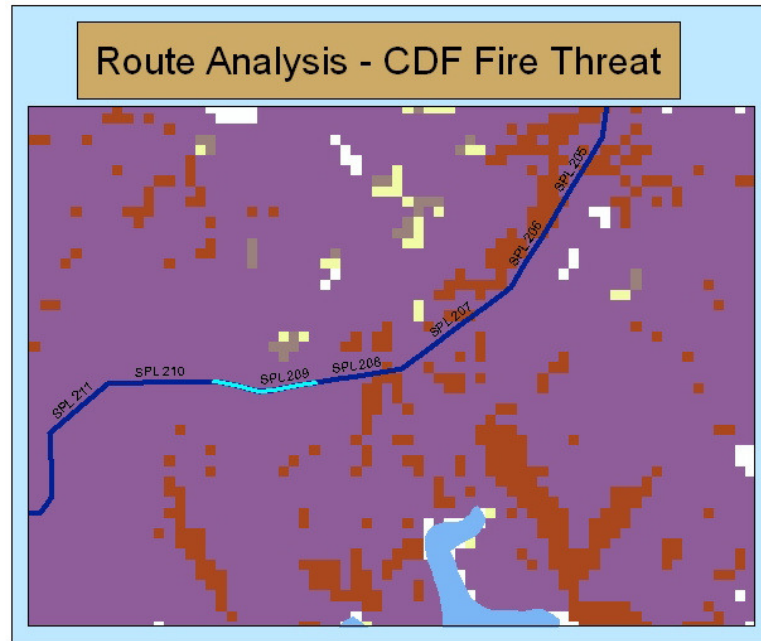 Route Analysis - CDF Fire Threat
SPL 205
SPL 206
SPL 207
SPL 208
SPL 209
SPL 210
SPL 211